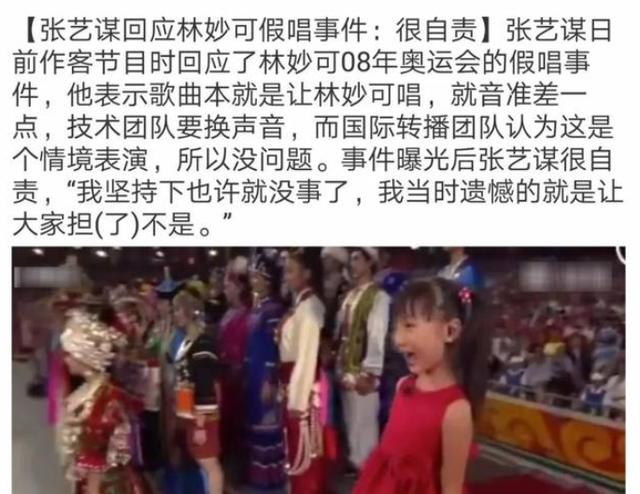 【张艺谋回应林妙可假唱事件：很自责】张艺谋日
前作客节目时回应了林妙可08年奥运会的假唱事
件，他表示歌曲本就是让林妙可唱，就音准差一
点，技术团队要换声音，而国际转播团队认为这是
个情境表演，所以没问题。事件曝光后张艺谋很自
责，“我坚持下也许就没事了，我当时遗憾的就是让
大家担(了)不是。”